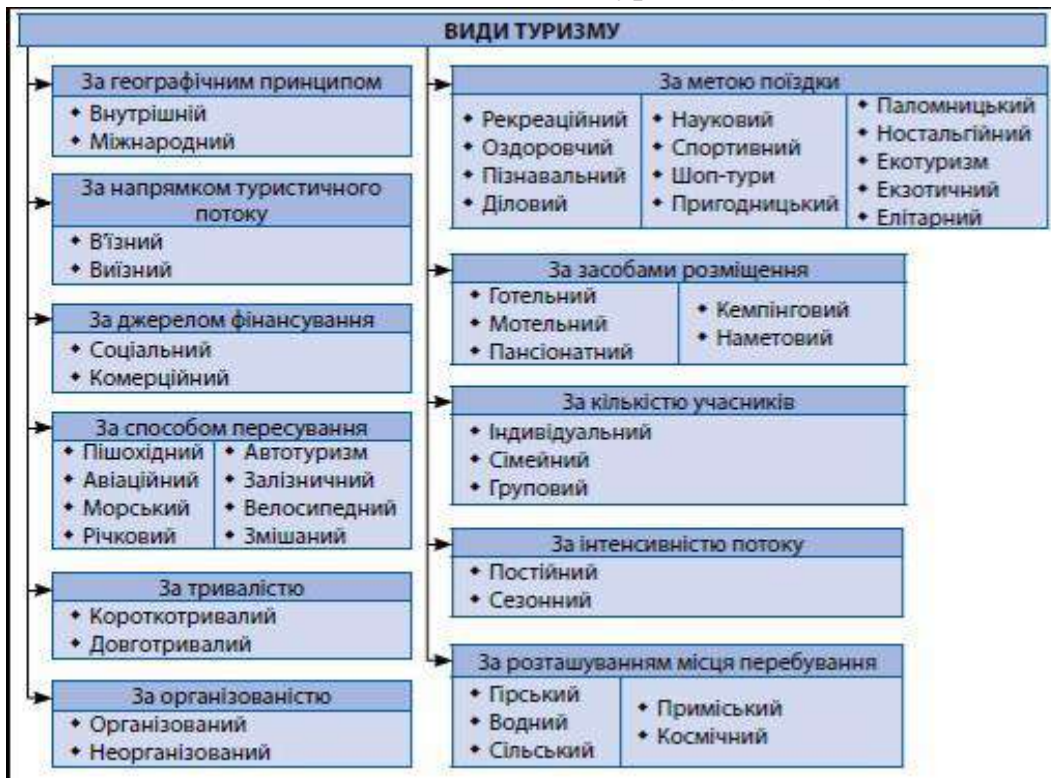 ВИДИ ТУРИЗМУ
За географічним принципом
• Внутрішній
• Міжнародний
За напрямком туристичного
потоку
• В'їзний
• Виїзний
За джерелом фінансування
• Соціальний
• Комерційний
За способом пересування
• Пішохідний
• Авіаційний
• Морський
• Річковий
• Автотуризм
• Залізничний
• Велосипедний
• Змішаний
За тривалістю
• Короткотривалий
• Довготривалий
За організованістю
• Організований
• Неорганізований
За метою поїздки
• Рекреаційний
• Оздоровчий
• Пізнавальний
• Діловий
• Науковий
• Спортивний
• Шоп-тури
• Пригодницький
• Паломницький
• Ностальгійний
• Екотуризм
• Екзотичний
• Елітарний
За засобами розміщення
• Готельний
• Мотельний
• Пансіонатний
• Кемпінговий
• Наметовий
За кількістю учасників
• Індивідуальний
• Сімейний
• Груповий
За інтенсивністю потоку
• Постійний
• Сезонний
За розташуванням місця перебування
• Гірський
• Водний
• Сільський
• Приміський
• Космічний